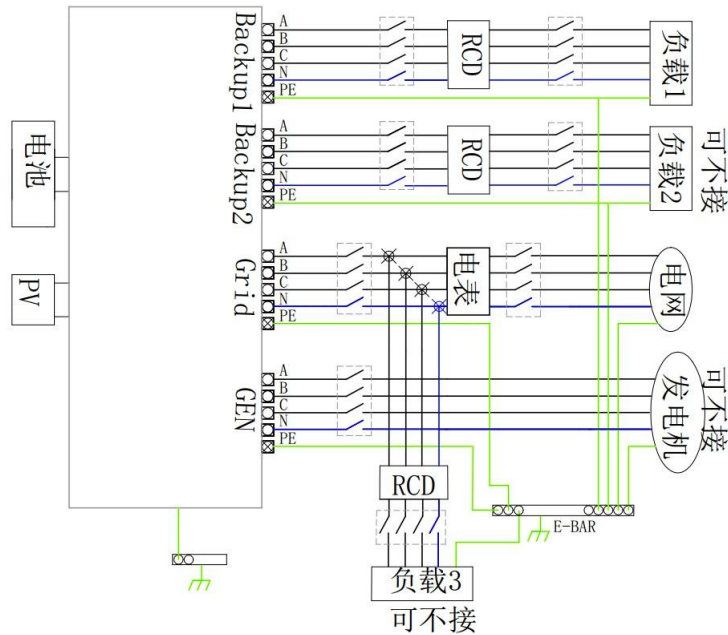 Backup1
A
B
C
N
PE
RCD
负载1
Backup2
A
B
C
N
PE
RCD
负载2
可不接
电池
PV
Grid
A
B
C
N
PE
电表
电网
GEN
A
B
C
N
PE
发电机
可不接
RCD
E-BAR
负载3
可不接